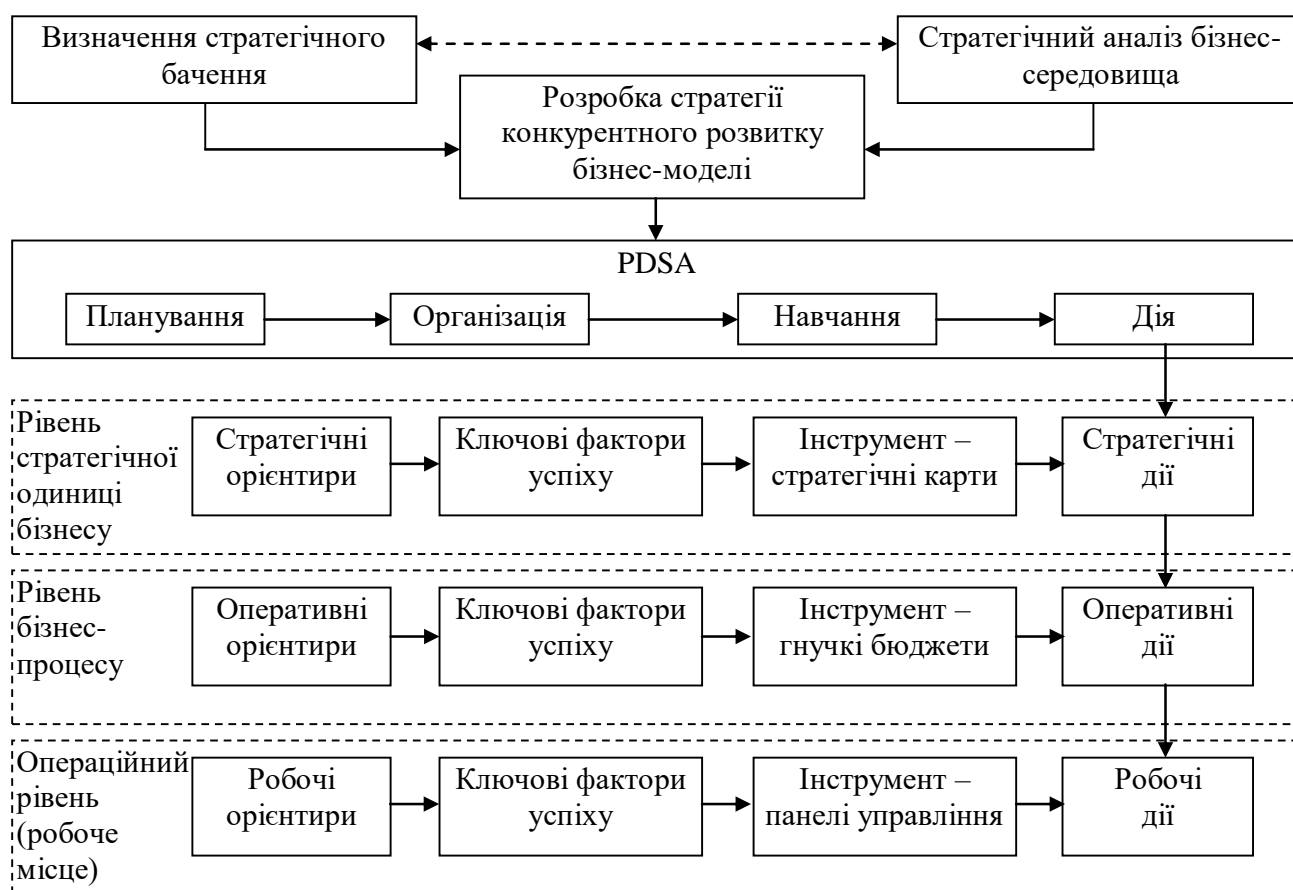 Визначення стратегічного
бачення
Стратегічний аналіз бізнес-
середовища
Розробка стратегії
конкурентного розвитку
бізнес-моделі
PDSA
Планування
Організація
Навчання
Дія
Рівень
стратегічної
одиниці
бізнесу
Стратегічні
орієнтири
Ключові фактори
успіху
Інструмент –
стратегічні карти
Стратегічні
дії
Рівень
бізнес-
процесу
Оперативні
орієнтири
Ключові фактори
успіху
Інструмент –
гнучкі бюджети
Оперативні
дії
Операційний
рівень
(робоче
місце)
Робочі
орієнтири
Ключові фактори
успіху
Інструмент –
панелі управління
Робочі
дії